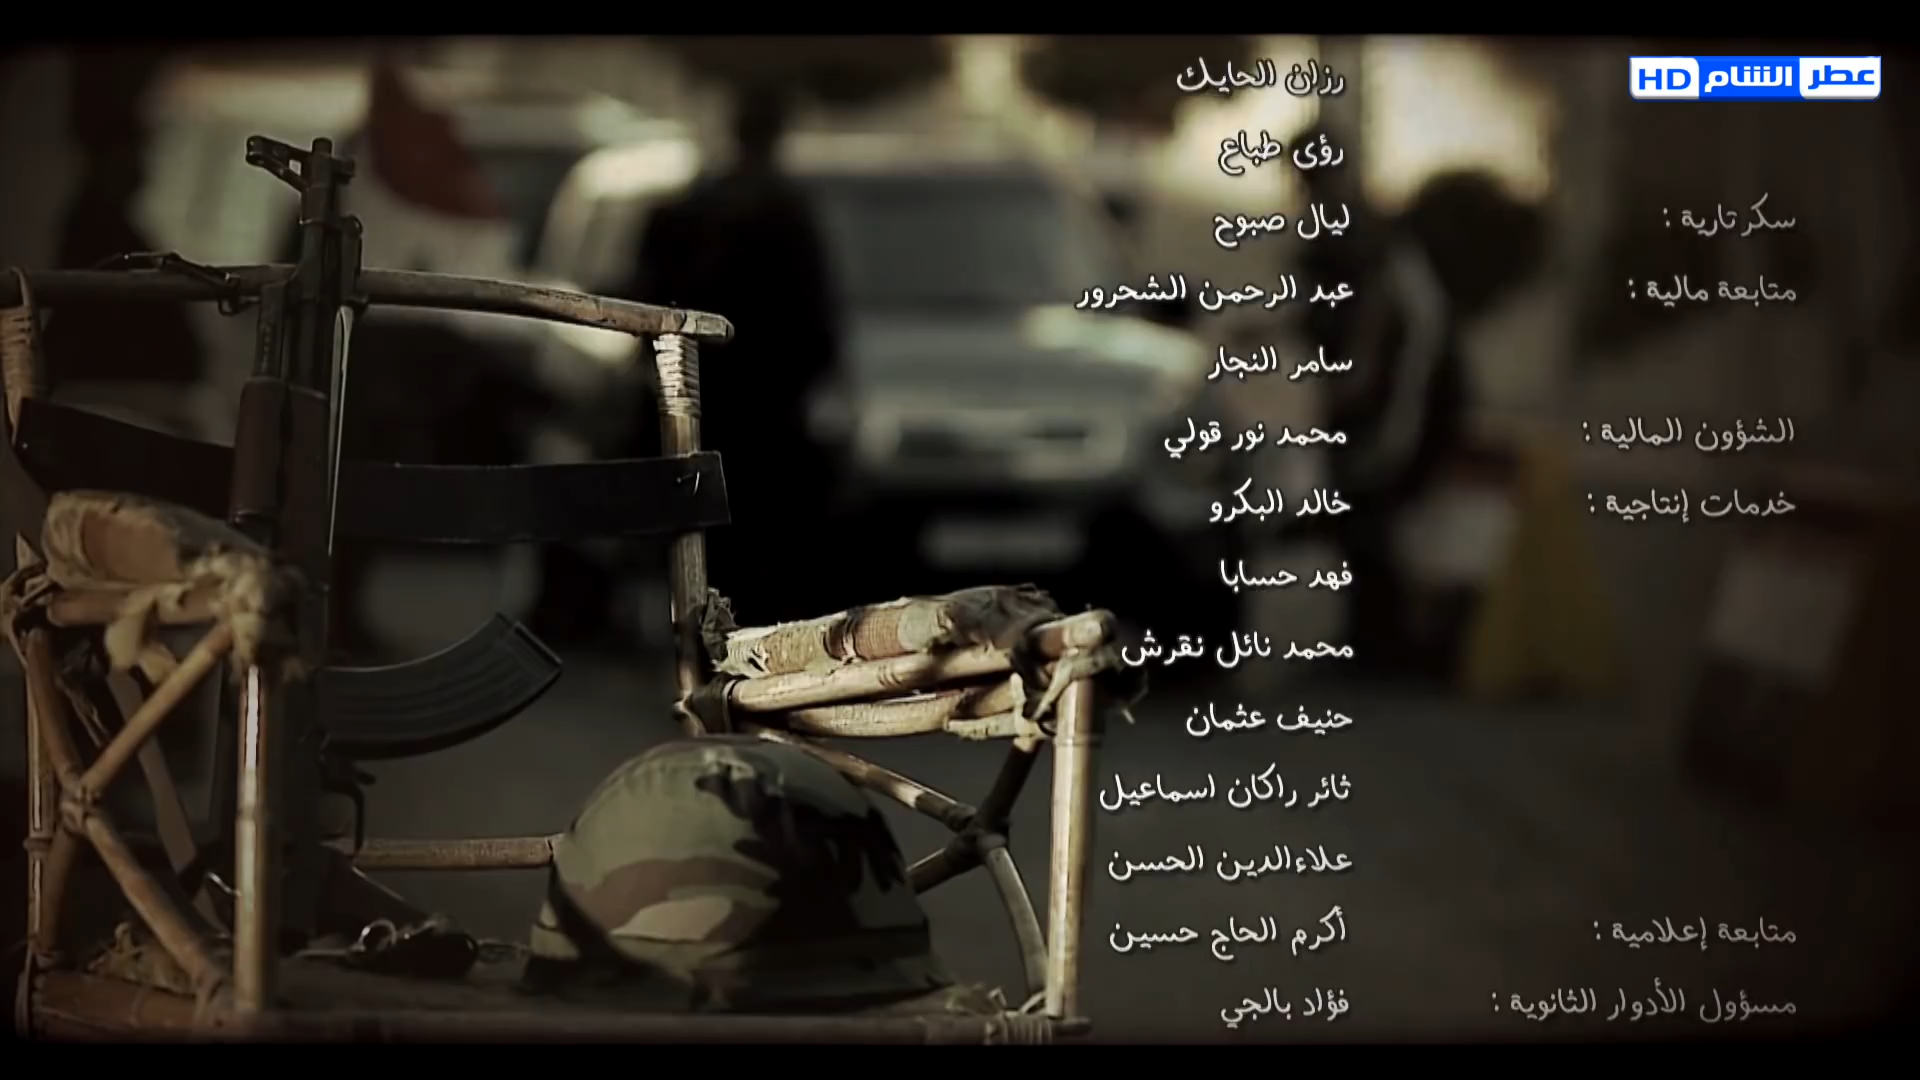 عطر الشام HD
رزان الحايك
رؤى طباع
سكرتارية : ليال صبوح
متابعة مالية : عبد الرحمن الشحرور
سامر النجار
الشؤون المالية : محمد نور قولي
خدمات إنتاجية : خالد البكرو
فهد حسابا
محمد نائل نقرش
حنيف عثمان
ثائر راكان اسماعيل
علاءالدين الحسن
متابعة إعلامية : أكرم الحاج حسين
مسؤول الأدوار الثانوية : فؤاد بالجي